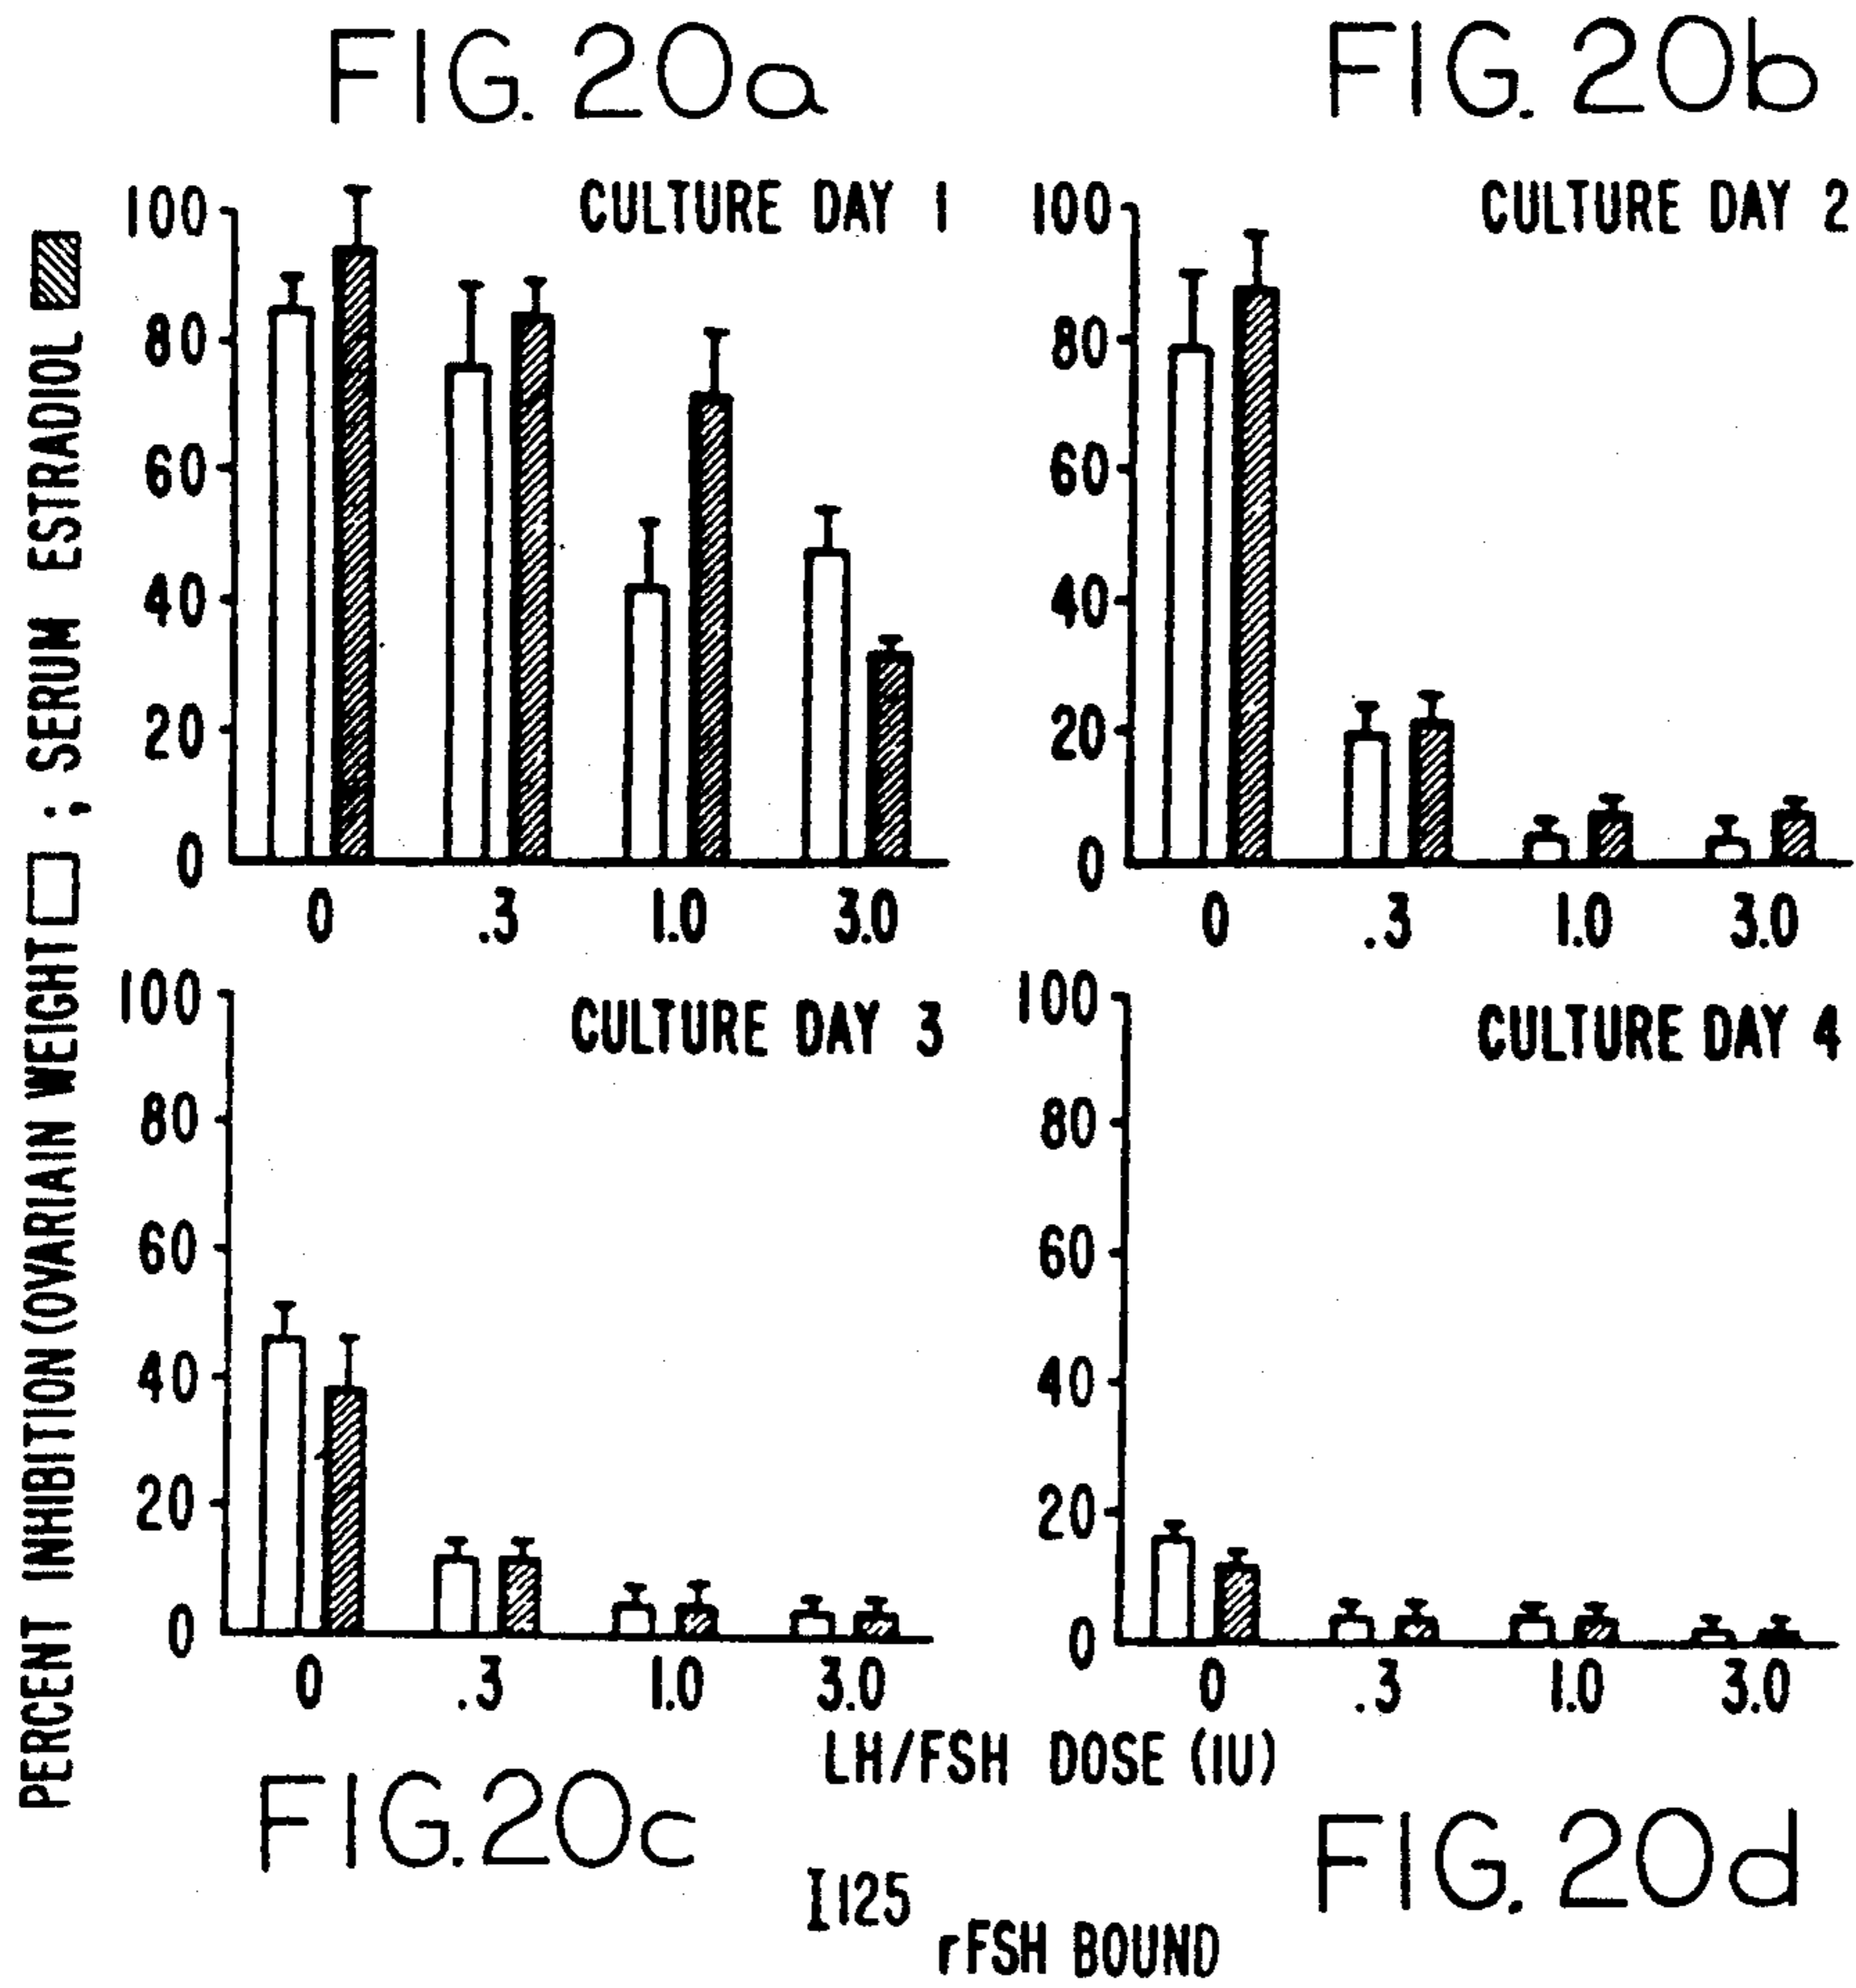 FIG. 20a
FIG. 20b
PERCENT INHIBITION (OVARIAN WEIGHT ; SERUM ESTRADIOL
CULTURE DAY 1
100
80
60
40
20
0
0 .3 1.0 3.0
CULTURE DAY 2
100
80
60
40
20
0
0 .3 1.0 3.0
CULTURE DAY 3
100
80
60
40
20
0
0 .3 1.0 3.0
CULTURE DAY 4
100
80
60
40
20
0
0 .3 1.0 3.0
LH/FSH DOSE (IU)
FIG. 20c
FIG. 20d
I125
rFSH BOUND